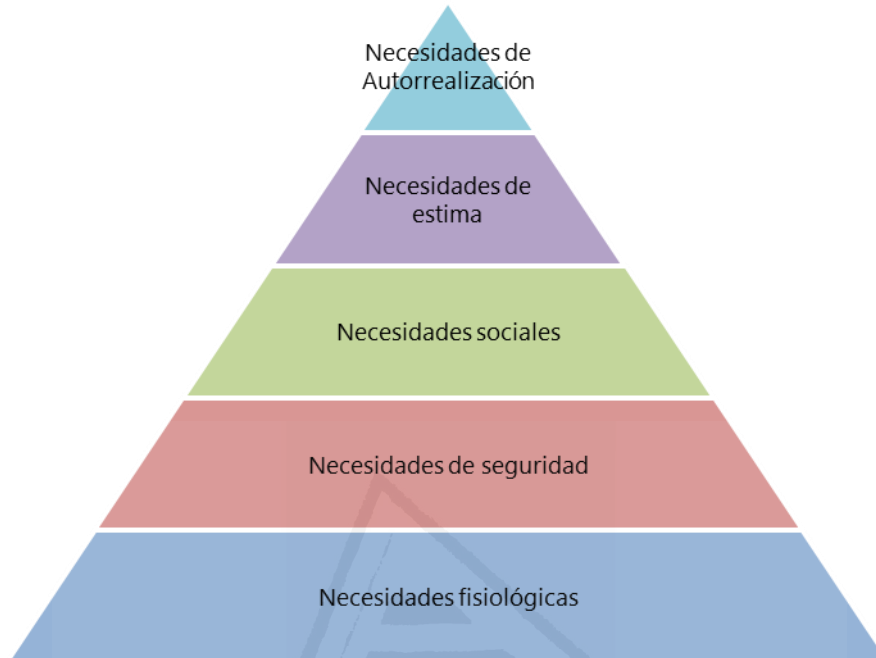 Necesidades de
Autorrealización
Necesidades de
estima
Necesidades sociales
Necesidades de seguridad
Necesidades fisiológicas